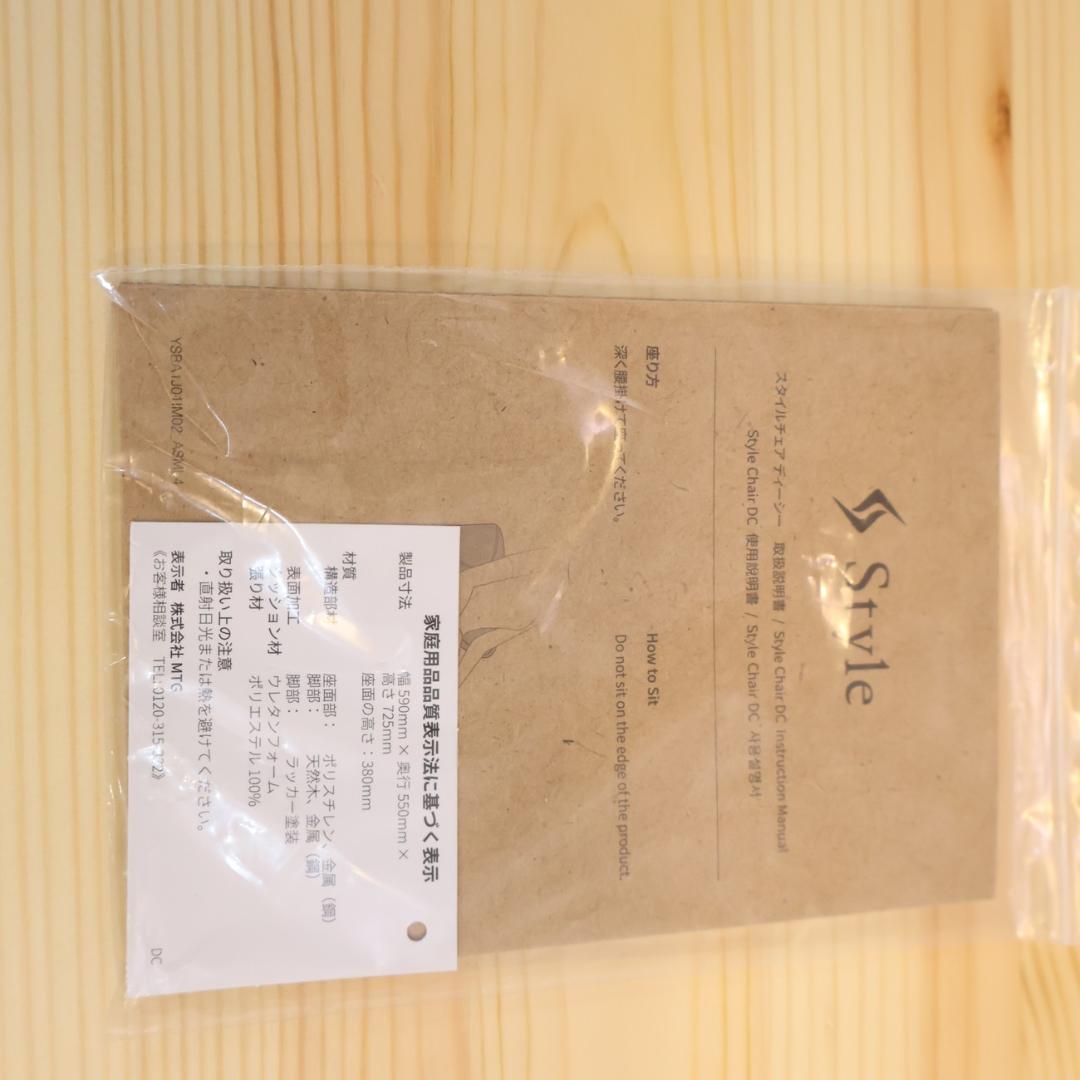 Style
スタイルチェア ディーシー 取扱説明書 / Style Chair DC Instruction Manual
Style Chair DC 使用說明書 / Style Chair DC 사용설명서
座り方
深く腰掛けて座ってください。
How to Sit
Do not sit on the edge of the product.
家庭用品品質表示法に基づく表示
製品寸法 幅 590mm × 奥行 550mm ×
高さ 725mm
座面の高さ：380mm
材質
構造部材 座面部： ポリスチレン、金属（鋼）
脚部： 天然木、金属（鋼）
表面加工 脚部： ラッカー塗装
クッション材 ウレタンフォーム
張り材 ポリエステル 100%
取り扱い上の注意
・直射日光または熱を避けてください。
表示者 株式会社 MTG
《お客様相談室 TEL:0120-315-
DC